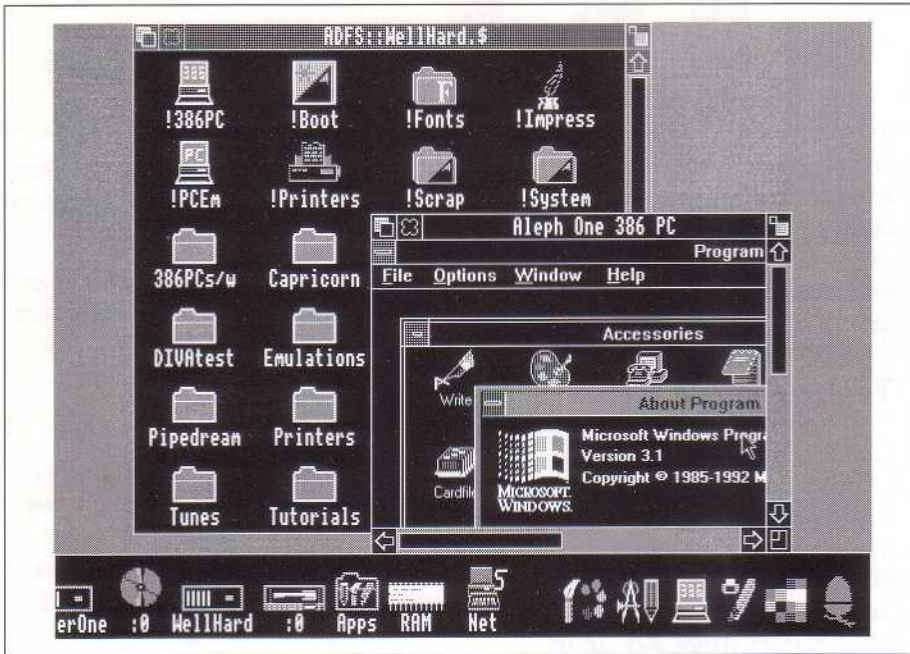 ADFS::WellHard.$
!386PC !Boot !Fonts !Impress
!PCEm !Printers !Scrap !System
386PCs/w Capricorn
DIVAtest Emulations
Pipedream Printers
Tunes Tutorials
Aleph One 386 PC
Program
File Options Window Help
Accessories
Write
Cardfile
About Program
Microsoft Windows Progra
Version 3.1
Copyright © 1985-1992 M
MICROSOFT.
WINDOWS.
erOne :0 WellHard :0 Apps RAM Net